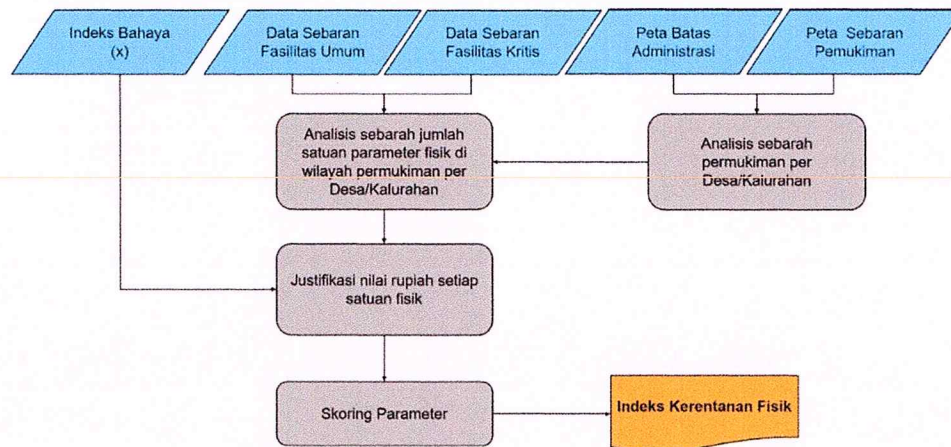 Indeks Bahaya
(x)
Data Sebaran
Fasilitas Umum
Data Sebaran
Fasilitas Kritis
Peta Batas
Administrasi
Peta Sebaran
Pemukiman
Analisis sebarah jumlah
satuan parameter fisik di
wilayah permukiman per
Desa/Kalurahan
Analisis sebarah
permukiman per
Desa/Kalurahan
Justifikasi nilai rupiah setiap
satuan fisik
Skoring Parameter
Indeks Kerentanan Fisik